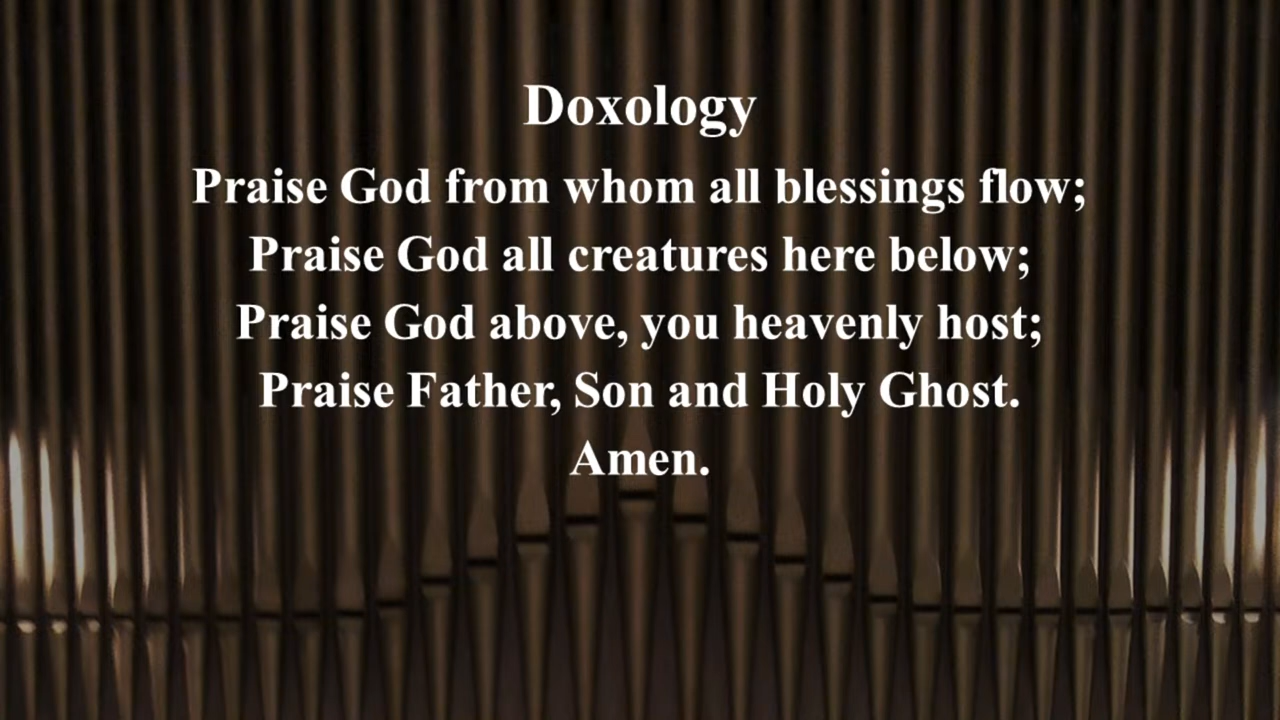 Doxology
Praise God from whom all blessings flow;
Praise God all creatures here below;
Praise God above, you heavenly host;
Praise Father, Son and Holy Ghost.
Amen.